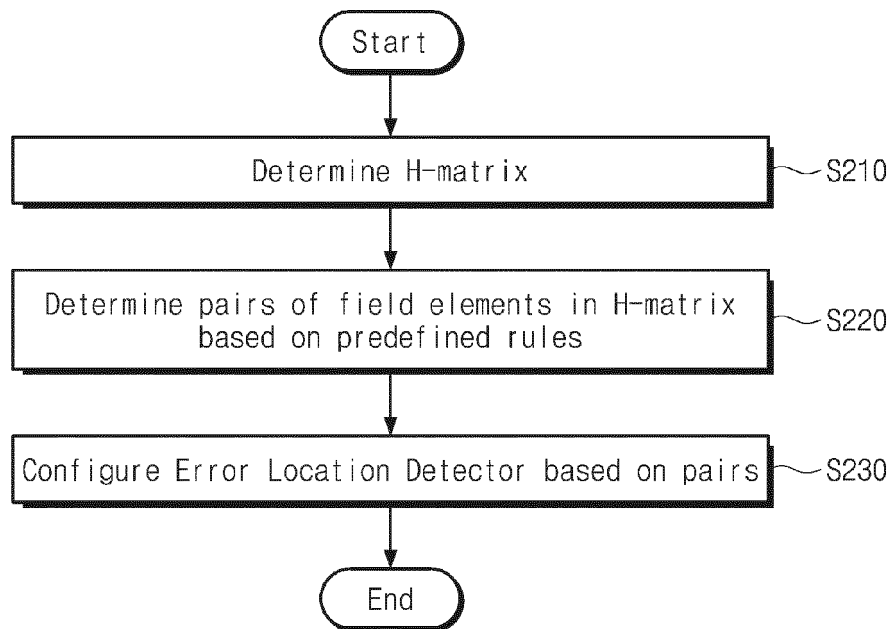 Start
Determine H-matrix
S210
Determine pairs of field elements in H-matrix
based on predefined rules
S220
Configure Error Location Detector based on pairs
S230
End